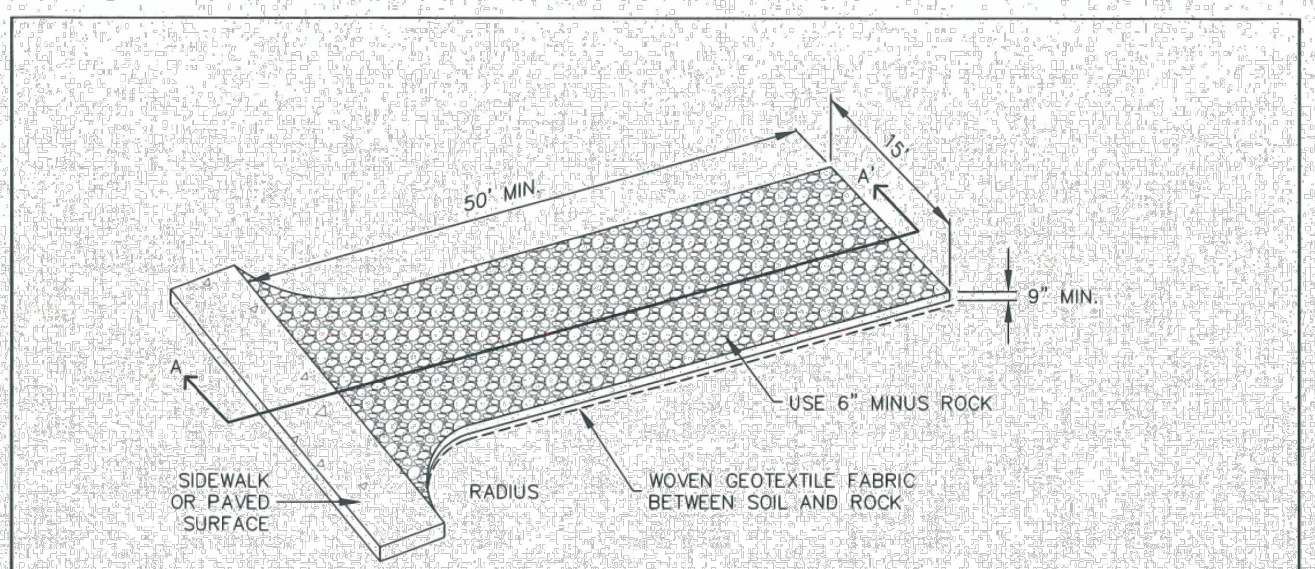 50' MIN.
15'
A'
9" MIN.
USE 6" MINUS ROCK
A
SIDEWALK
OR PAVED
SURFACE
RADIUS
WOVEN GEOTEXTILE FABRIC
BETWEEN SOIL AND ROCK